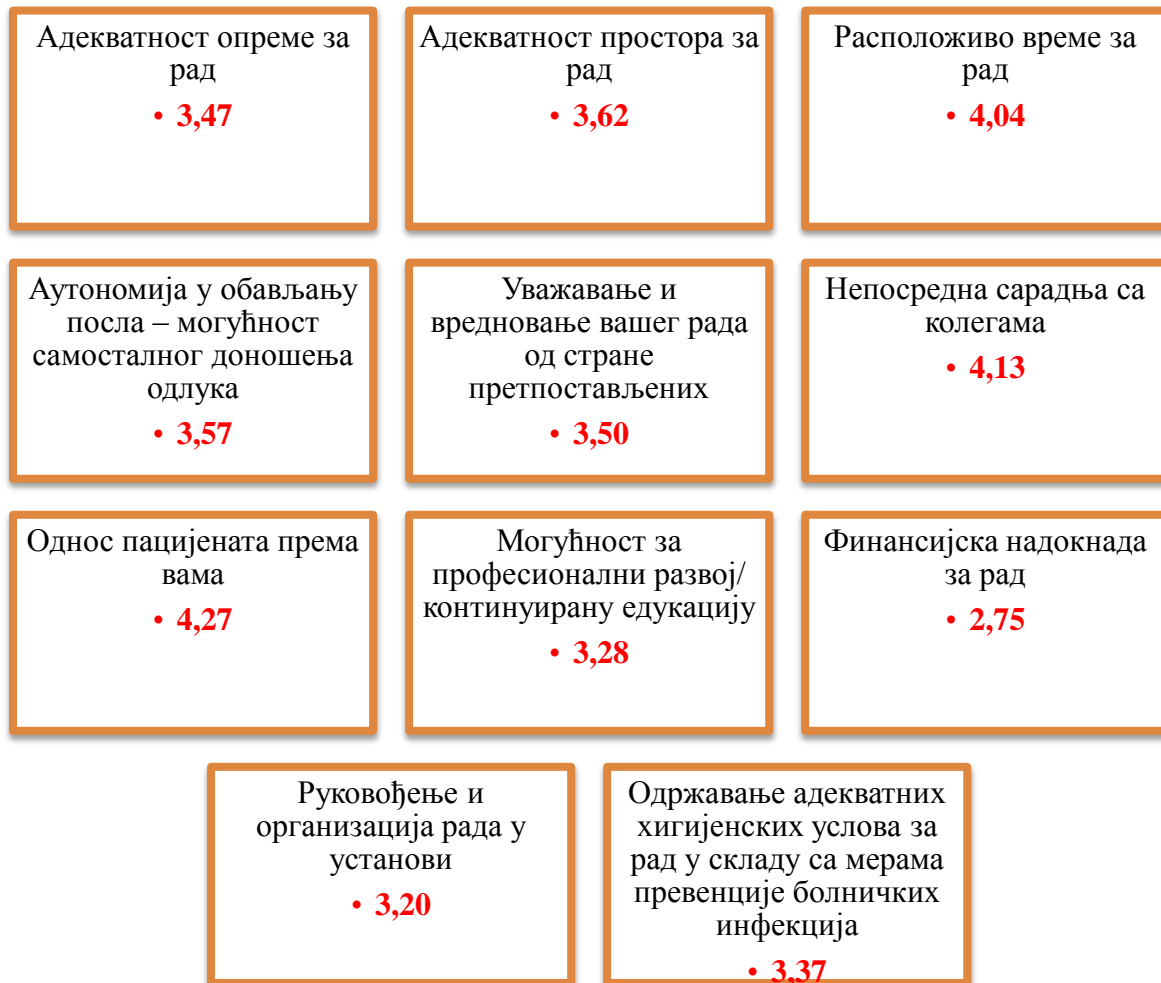 Адекватност опреме за
рад
• 3,47
Адекватност простора за
рад
• 3,62
Расположиво време за
рад
• 4,04
Аутономија у обављању
посла – могућност
самосталног доношења
одлука
• 3,57
Уважавање и
вредновање вашег рада
од стране
претпостављених
• 3,50
Непосредна сарадња са
колегама
• 4,13
Однос пацијената према
вама
• 4,27
Могућност за
професионални развој/
континуирану едукацију
• 3,28
Финансијска надокнада
за рад
• 2,75
Руковођење и
организација рада у
установи
• 3,20
Одржавање адекватних
хигијенских услова за
рад у складу са мерама
превенције болничких
инфекција
• 3,37